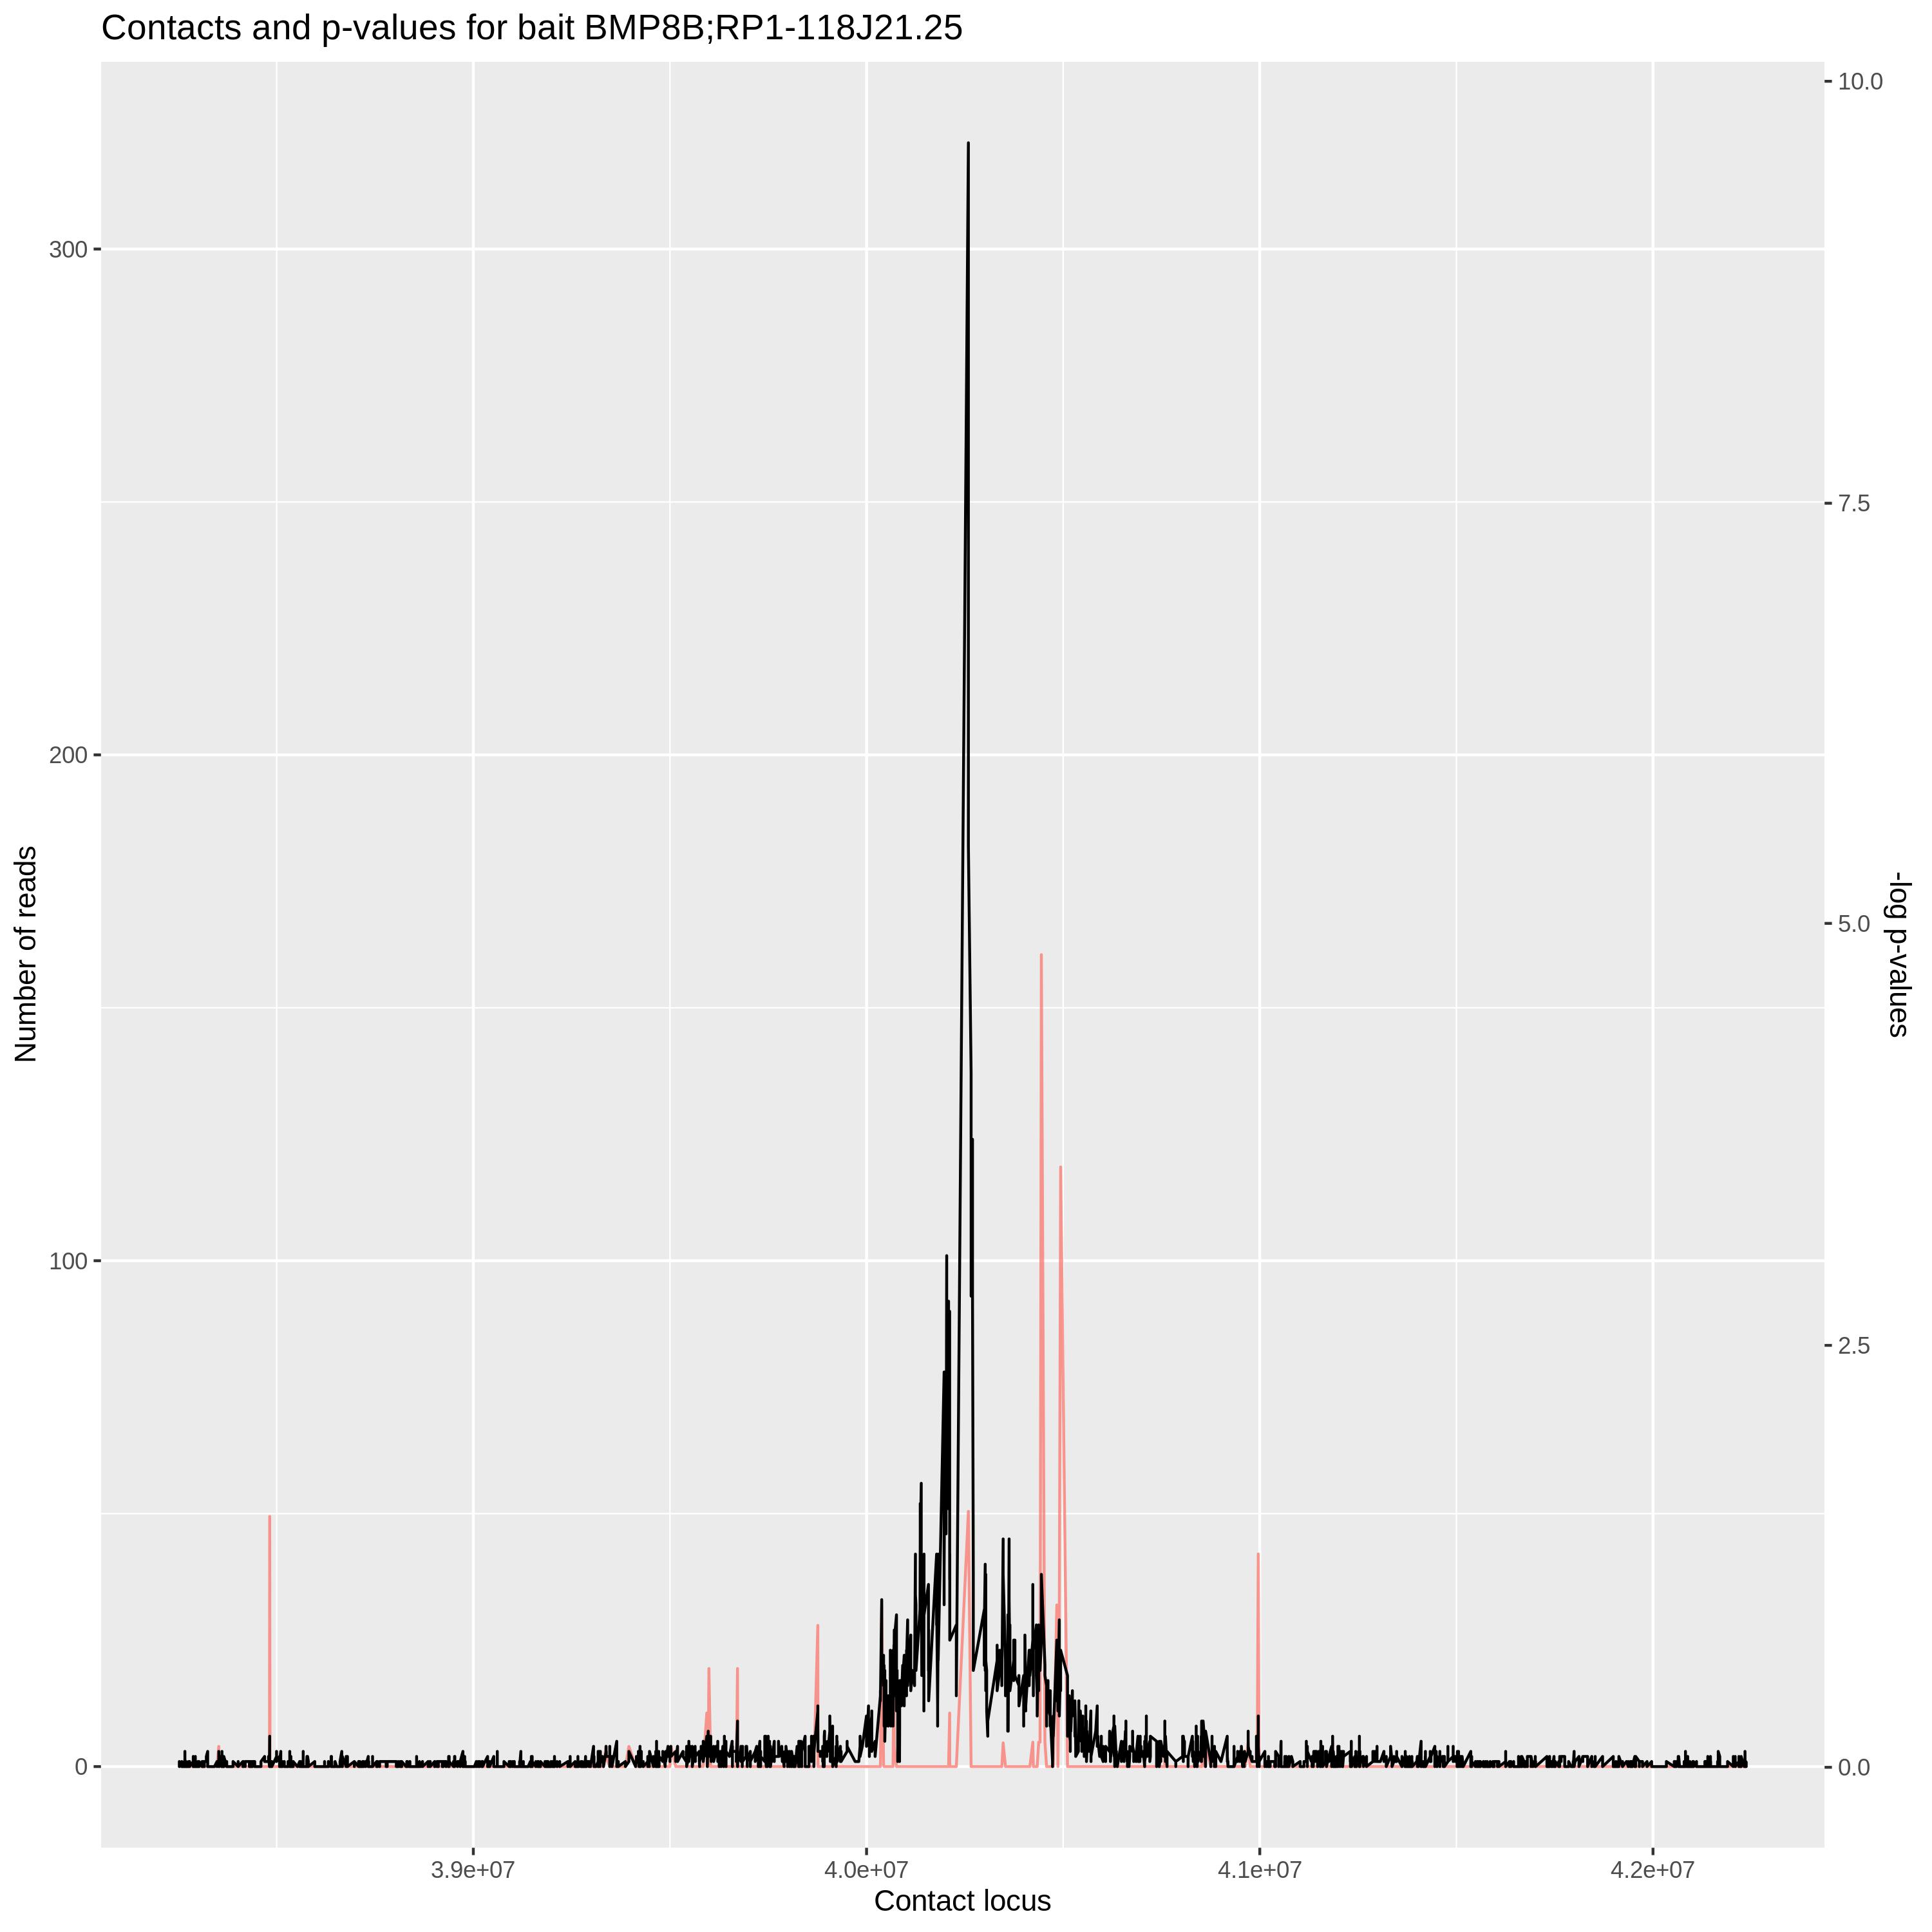 Contacts and p-values for bait BMP8B;RP1-118J21.25
10.0
300
7.5
200
5.0
Number of reads
-log p-values
100
2.5
0
0.0
3.9e+07
4.0e+07
4.1e+07
4.2e+07
Contact locus